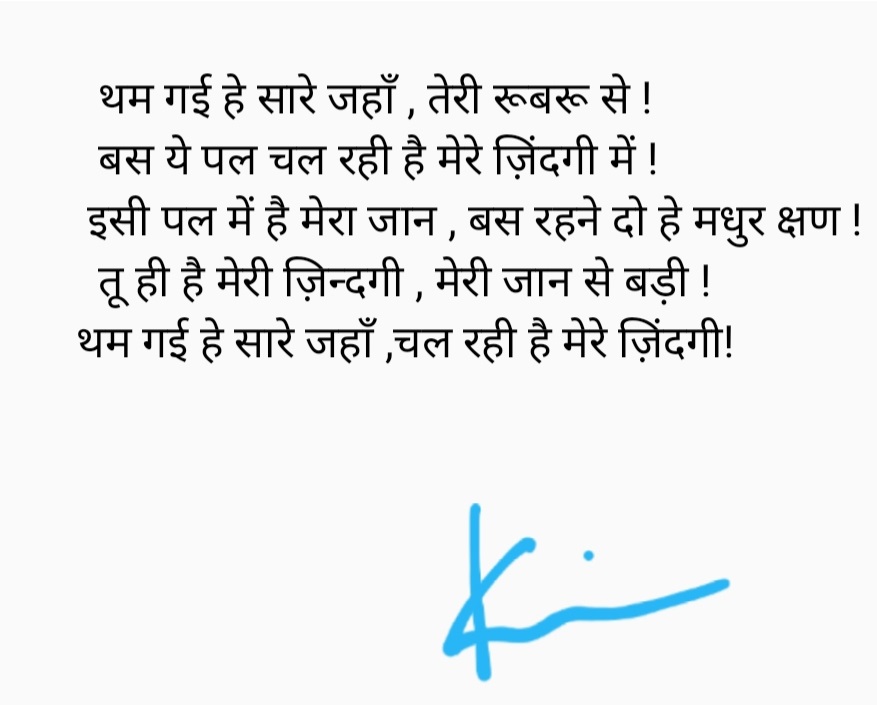 थम गई हे सारे जहाँ , तेरी रूबरू से !
बस ये पल चल रही है मेरे ज़िंदगी में !
इसी पल में है मेरा जान , बस रहने दो हे मधुर क्षण !
तू ही है मेरी ज़िन्दगी , मेरी जान से बड़ी !
थम गई हे सारे जहाँ ,चल रही है मेरे ज़िंदगी!